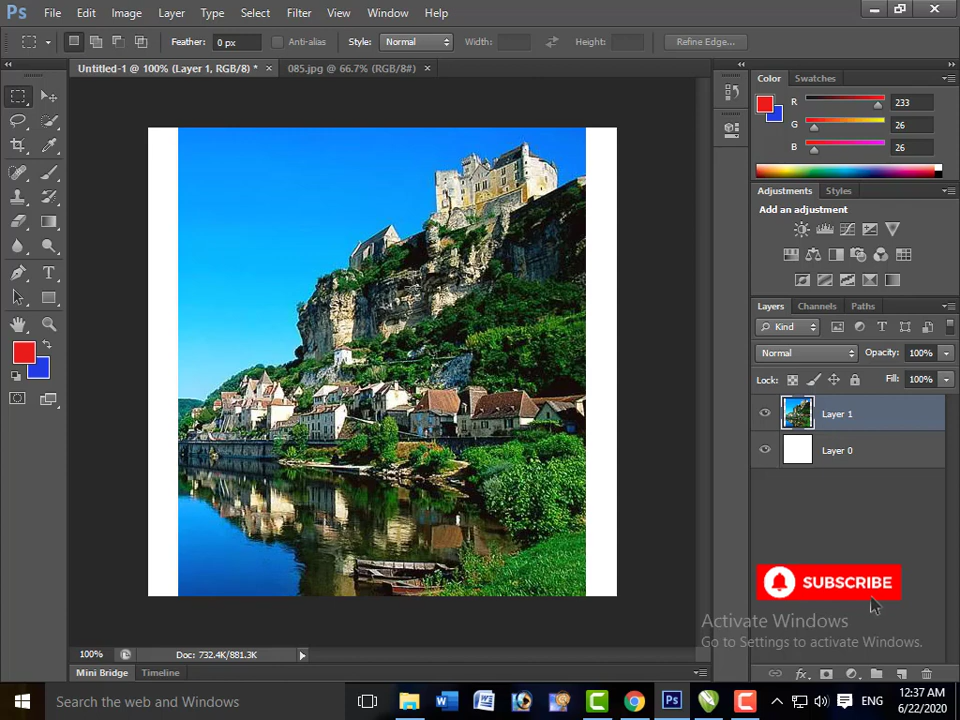 Ps File Edit Image Layer Type Select Filter View Window Help
Feather: 0 px Anti-alias Style: Normal Width: Height: Refine Edge...
Untitled-1 @ 100% (Layer 1, RGB/8) * × 085.jpg @ 66.7% (RGB/8#) ×
Color Swatches
R 233
G 26
B 26
Adjustments Styles
Add an adjustment
Layers Channels Paths
Kind
Normal Opacity: 100%
Lock: Fill: 100%
Layer 1
Layer 0
SUBSCRIBE
Activate Windows
Go to Settings to activate Windows.
100% Doc: 732.4K/881.3K
Mini Bridge Timeline
Search the web and Windows
ENG
12:37 AM
6/22/2020